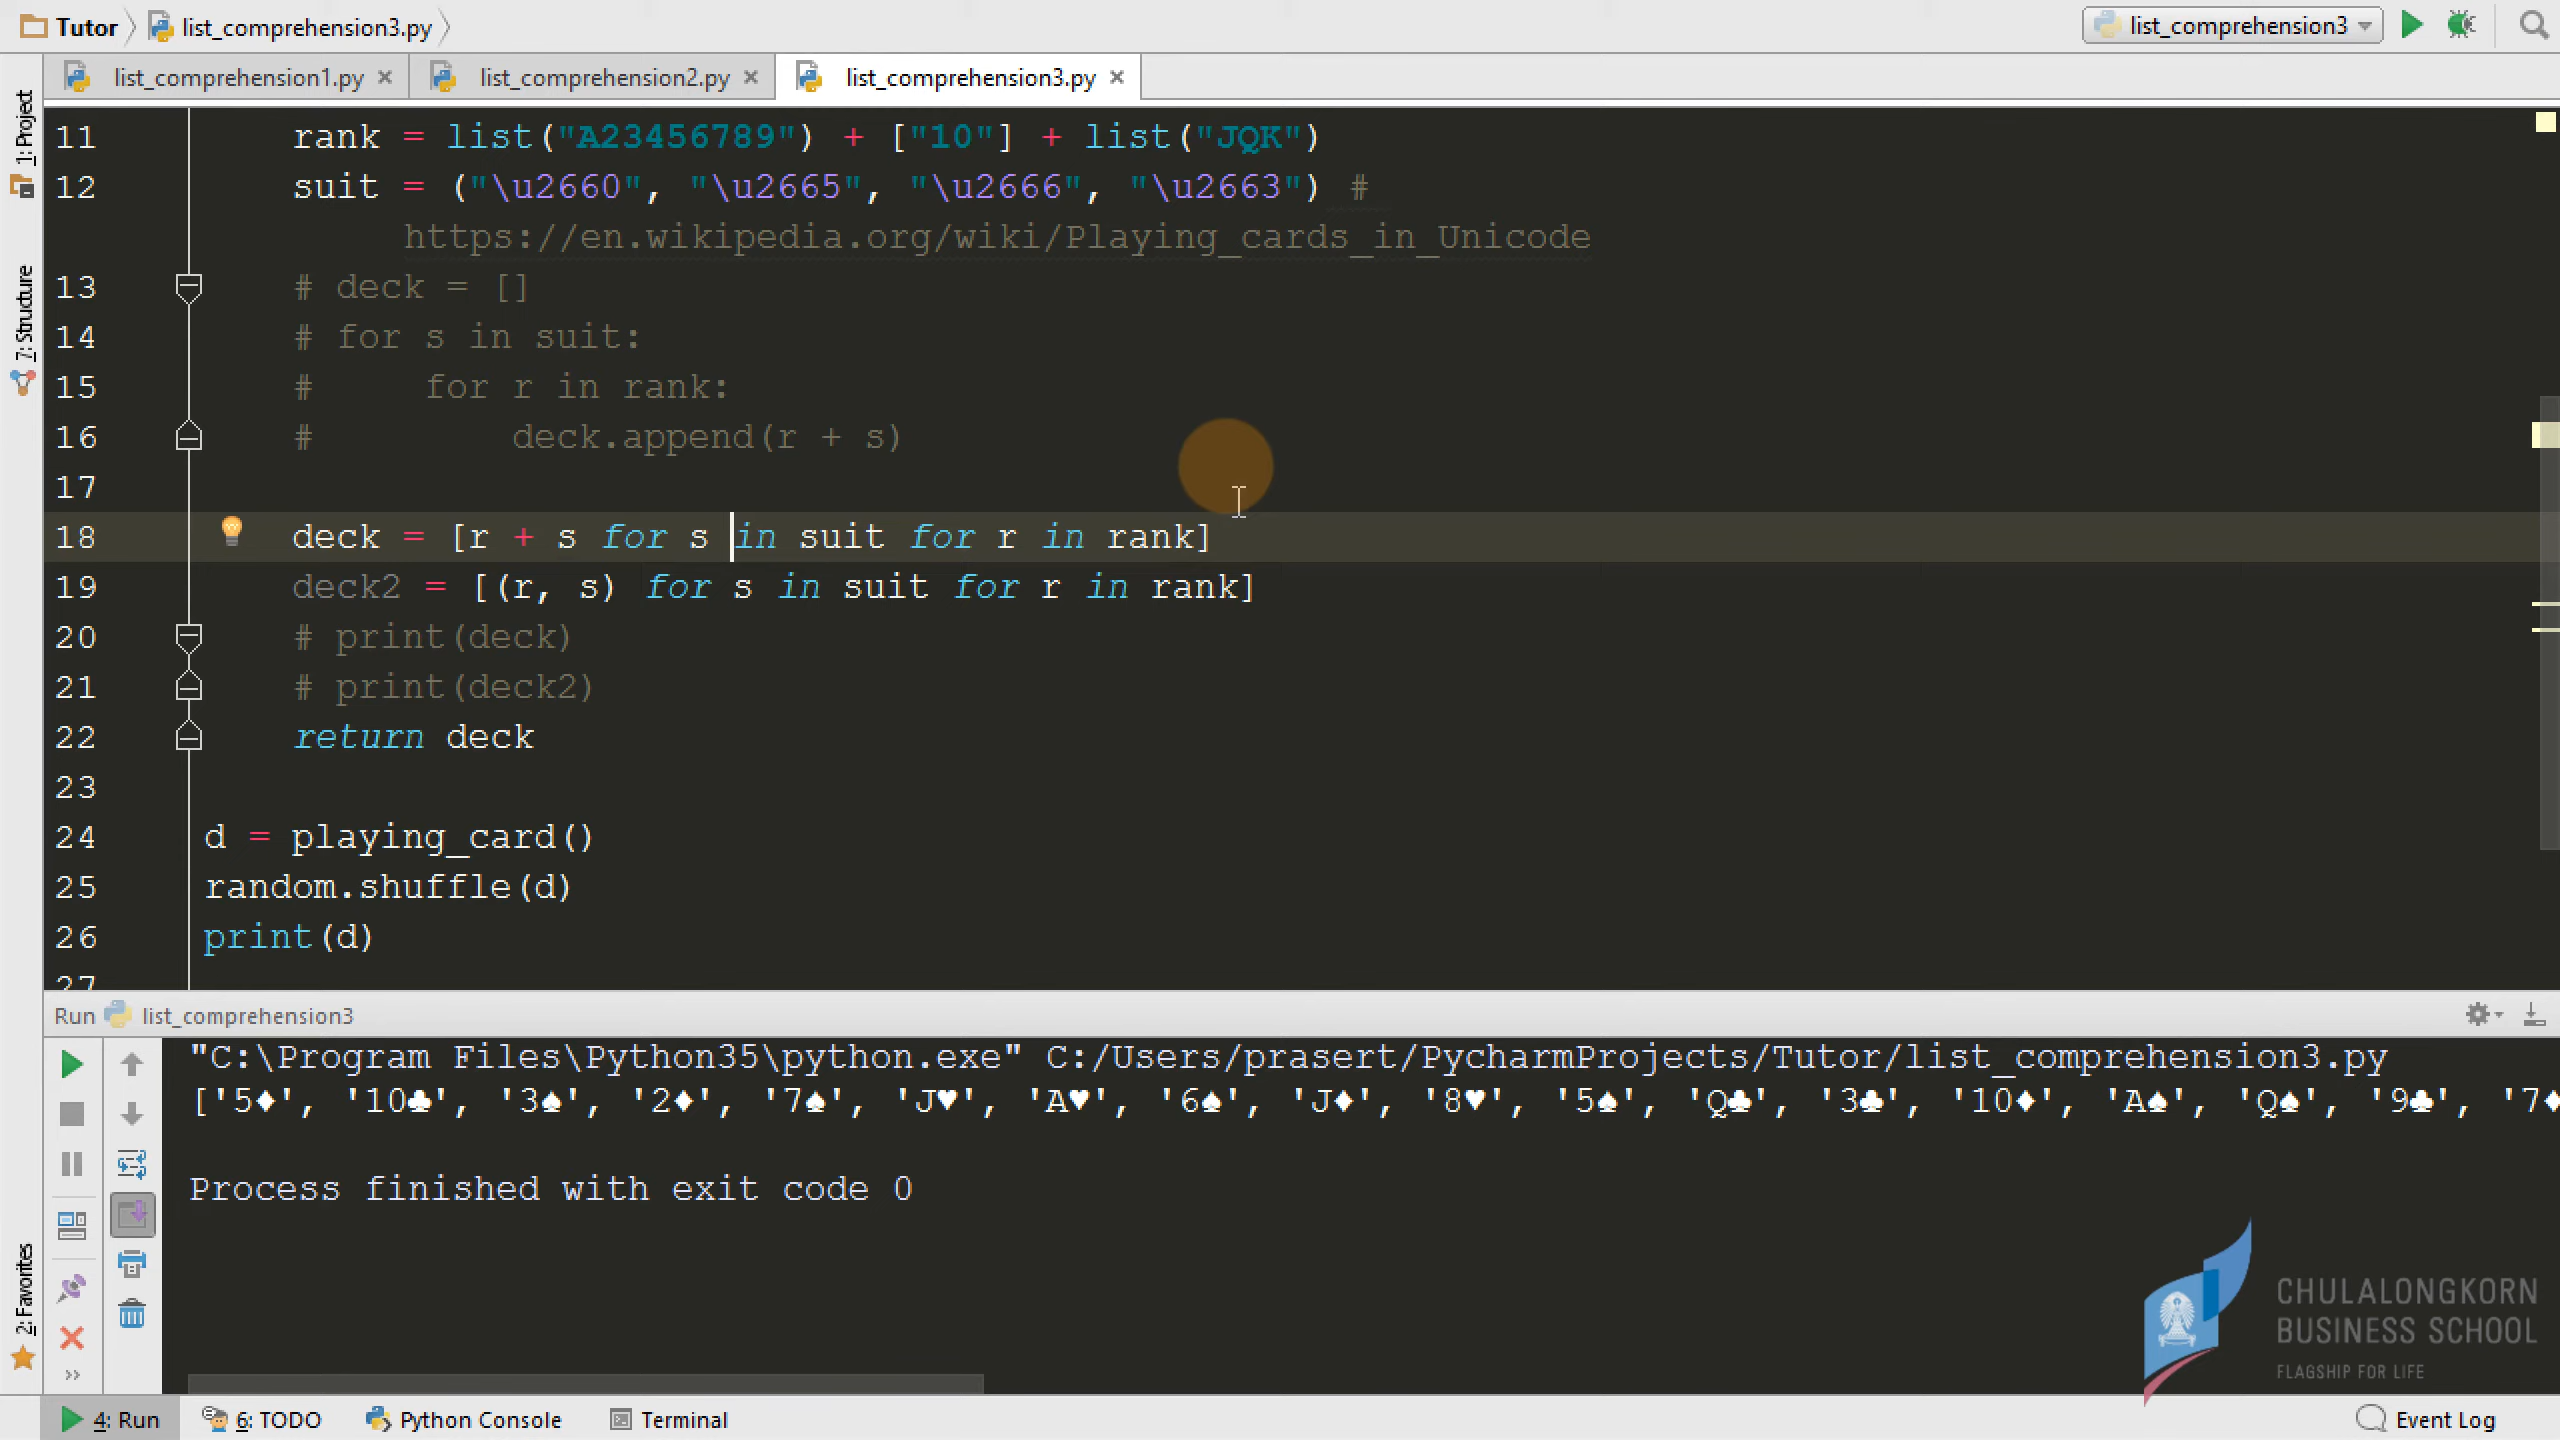 Tutor list_comprehension3.py list_comprehension3
list_comprehension1.py list_comprehension2.py list_comprehension3.py
1: Project
7: Structure
2: Favorites
11 rank = list("A23456789") + ["10"] + list("JQK")
12 suit = ("\u2660", "\u2665", "\u2666", "\u2663") #
https://en.wikipedia.org/wiki/Playing_cards_in_Unicode
13 # deck = []
14 # for s in suit:
15 #     for r in rank:
16 #         deck.append(r + s)
17
18 deck = [r + s for s in suit for r in rank]
19 deck2 = [(r, s) for s in suit for r in rank]
20 # print(deck)
21 # print(deck2)
22 return deck
23
24 d = playing_card()
25 random.shuffle(d)
26 print(d)
27
Run list_comprehension3
"C:\Program Files\Python35\python.exe" C:/Users/prasert/PycharmProjects/Tutor/list_comprehension3.py
['5♦', '10♣', '3♠', '2♦', '7♠', 'J♥', 'A♥', '6♠', 'J♦', '8♥', '5♠', 'Q♣', '3♣', '10♦', 'A♠', 'Q♠', '9♣', '7♦
Process finished with exit code 0
CHULALONGKORN
BUSINESS SCHOOL
FLAGSHIP FOR LIFE
4: Run 6: TODO Python Console Terminal Event Log